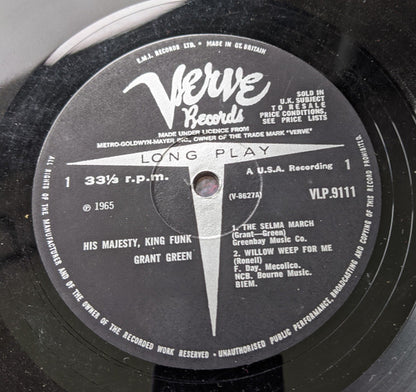 E.M.I. RECORDS LTD. • MADE IN GT. BRITAIN
Verve
Records
SOLD IN
U.K. SUBJECT
TO RESALE
PRICE CONDITIONS,
SEE PRICE LISTS
MADE UNDER LICENCE FROM
METRO-GOLDWYN-MAYER INC., OWNER OF THE TRADE MARK "VERVE"
LONG PLAY
1 33⅓ r.p.m.
A U.S.A. Recording 1
(V-8627A)
VLP.9111
℗ 1965
HIS MAJESTY, KING FUNK
GRANT GREEN
1. THE SELMA MARCH
(Grant—Green)
Greenbay Music Co.
2. WILLOW WEEP FOR ME
(Ronell)
F. Day. Mecolico.
NCB. Bourne Music.
BIEM.
ALL RIGHTS OF THE MANUFACTURER AND OF THE OWNER OF THE RECORDED WORK RESERVED • UNAUTHORISED PUBLIC PERFORMANCE, BROADCASTING AND COPYING OF THIS RECORD PROHIBITED.